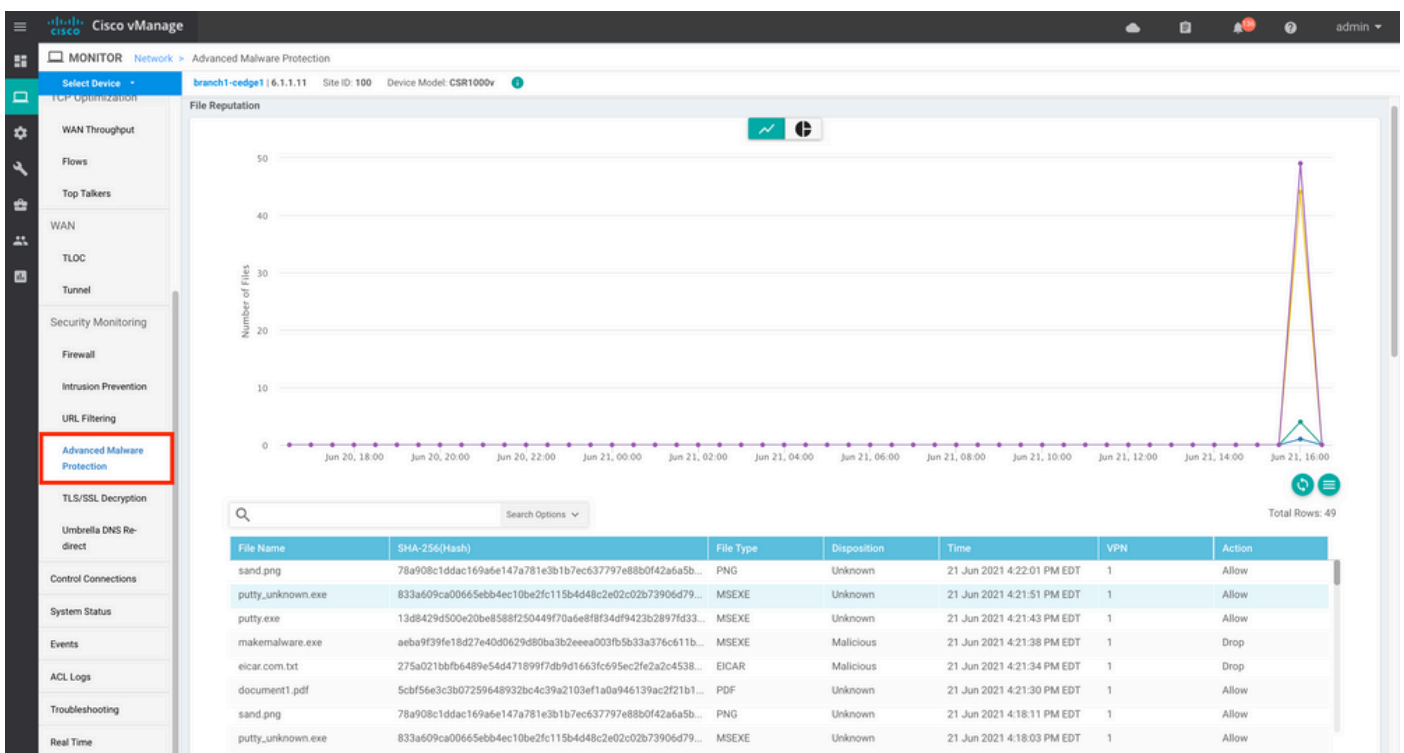 cisco Cisco vManage
136
admin
MONITOR Network > Advanced Malware Protection
Select Device
branch1-cedge1 | 6.1.1.11 Site ID: 100 Device Model: CSR1000v
TCP Optimization
WAN Throughput
Flows
Top Talkers
WAN
TLOC
Tunnel
Security Monitoring
Firewall
Intrusion Prevention
URL Filtering
Advanced Malware
Protection
TLS/SSL Decryption
Umbrella DNS Re-
direct
Control Connections
System Status
Events
ACL Logs
Troubleshooting
Real Time
File Reputation
Number of Files
50
40
30
20
10
0
Jun 20, 18:00 Jun 20, 20:00 Jun 20, 22:00 Jun 21, 00:00 Jun 21, 02:00 Jun 21, 04:00 Jun 21, 06:00 Jun 21, 08:00 Jun 21, 10:00 Jun 21, 12:00 Jun 21, 14:00 Jun 21, 16:00
Search Options
Total Rows: 49
File Name SHA-256(Hash) File Type Disposition Time VPN Action
sand.png 78a908c1ddac169a6e147a781e3b1b7ec637797e88b0f42a6a5b... PNG Unknown 21 Jun 2021 4:22:01 PM EDT 1 Allow
putty_unknown.exe 833a609ca00665ebb4ec10be2fc115b4d48c2e02c02b73906d79... MSEXE Unknown 21 Jun 2021 4:21:51 PM EDT 1 Allow
putty.exe 13d8429d500e20be8588f250449f70a6e8f8f34df9423b2897fd33... MSEXE Unknown 21 Jun 2021 4:21:43 PM EDT 1 Allow
makemalware.exe aeba9f39fe18d27e40d0629d80ba3b2eeea003fb5b33a376c611b... MSEXE Malicious 21 Jun 2021 4:21:38 PM EDT 1 Drop
eicar.com.txt 275a021bbfb6489e54d471899f7db9d1663fc695ec2fe2a2c4538... EICAR Malicious 21 Jun 2021 4:21:34 PM EDT 1 Drop
document1.pdf 5cbf56e3c3b07259648932bc4c39a2103ef1a0a946139ac2f21b1... PDF Unknown 21 Jun 2021 4:21:30 PM EDT 1 Allow
sand.png 78a908c1ddac169a6e147a781e3b1b7ec637797e88b0f42a6a5b... PNG Unknown 21 Jun 2021 4:18:11 PM EDT 1 Allow
putty_unknown.exe 833a609ca00665ebb4ec10be2fc115b4d48c2e02c02b73906d79... MSEXE Unknown 21 Jun 2021 4:18:03 PM EDT 1 Allow